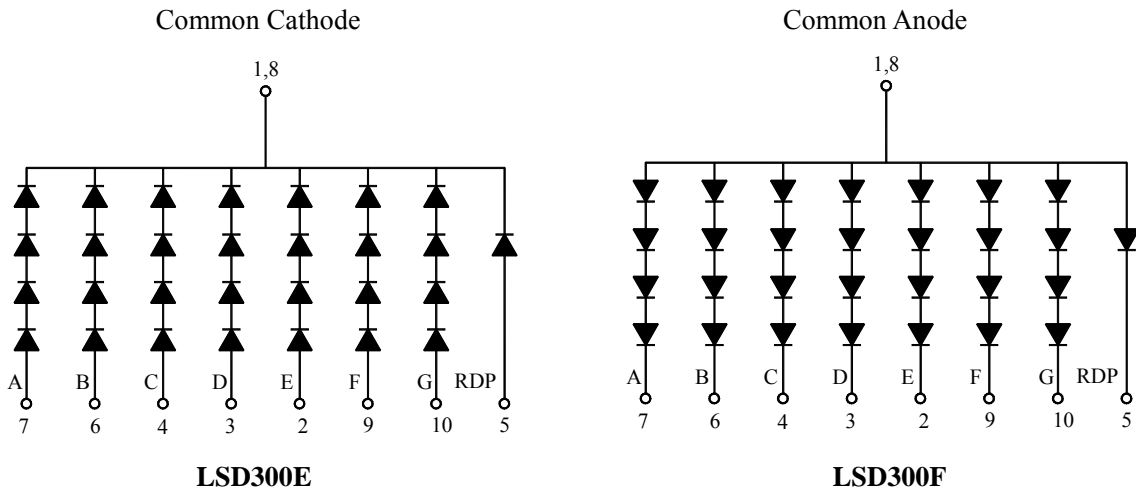 Common Cathode
1,8
A B C D E F G RDP
7 6 4 3 2 9 10 5
LSD300E
Common Anode
1,8
A B C D E F G RDP
7 6 4 3 2 9 10 5
LSD300F